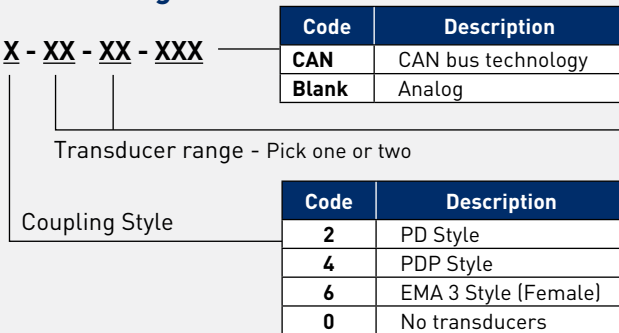 X - XX - XX - XXX
Code Description
CAN CAN bus technology
Blank Analog
Transducer range - Pick one or two
Coupling Style
Code Description
2 PD Style
4 PDP Style
6 EMA 3 Style (Female)
0 No transducers